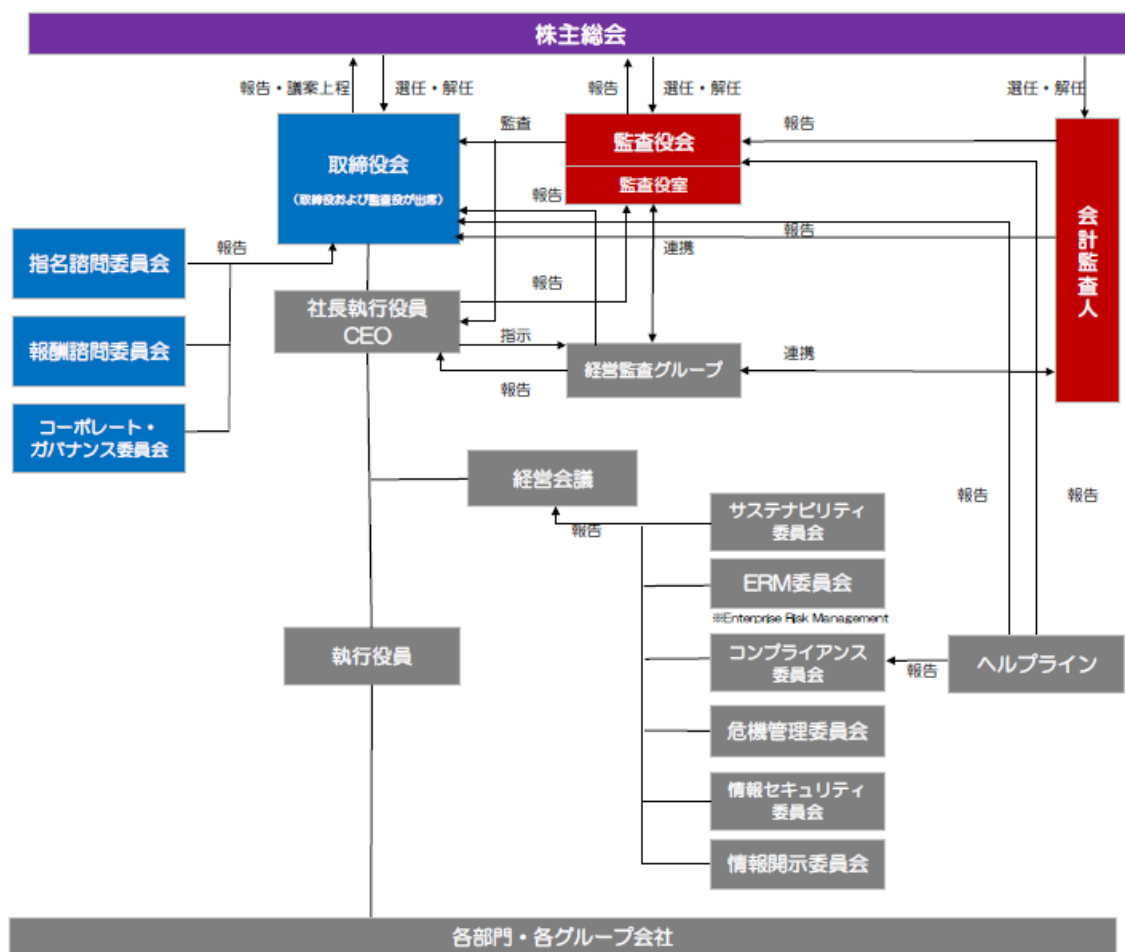 株主総会
報告・議案上程
選任・解任
報告
選任・解任
選任・解任
監査
報告
取締役会
(取締役および監査役が出席)
監査役会
監査役室
会計監査人
報告
報告
報告
連携
指名諮問委員会
報酬諮問委員会
コーポレート・
ガバナンス委員会
社長執行役員
CEO
報告
指示
報告
経営監査グループ
連携
経営会議
報告
報告
報告
サステナビリティ
委員会
ERM委員会
※Enterprise Risk Management
執行役員
コンプライアンス
委員会
報告
ヘルプライン
危機管理委員会
情報セキュリティ
委員会
情報開示委員会
各部門・各グループ会社